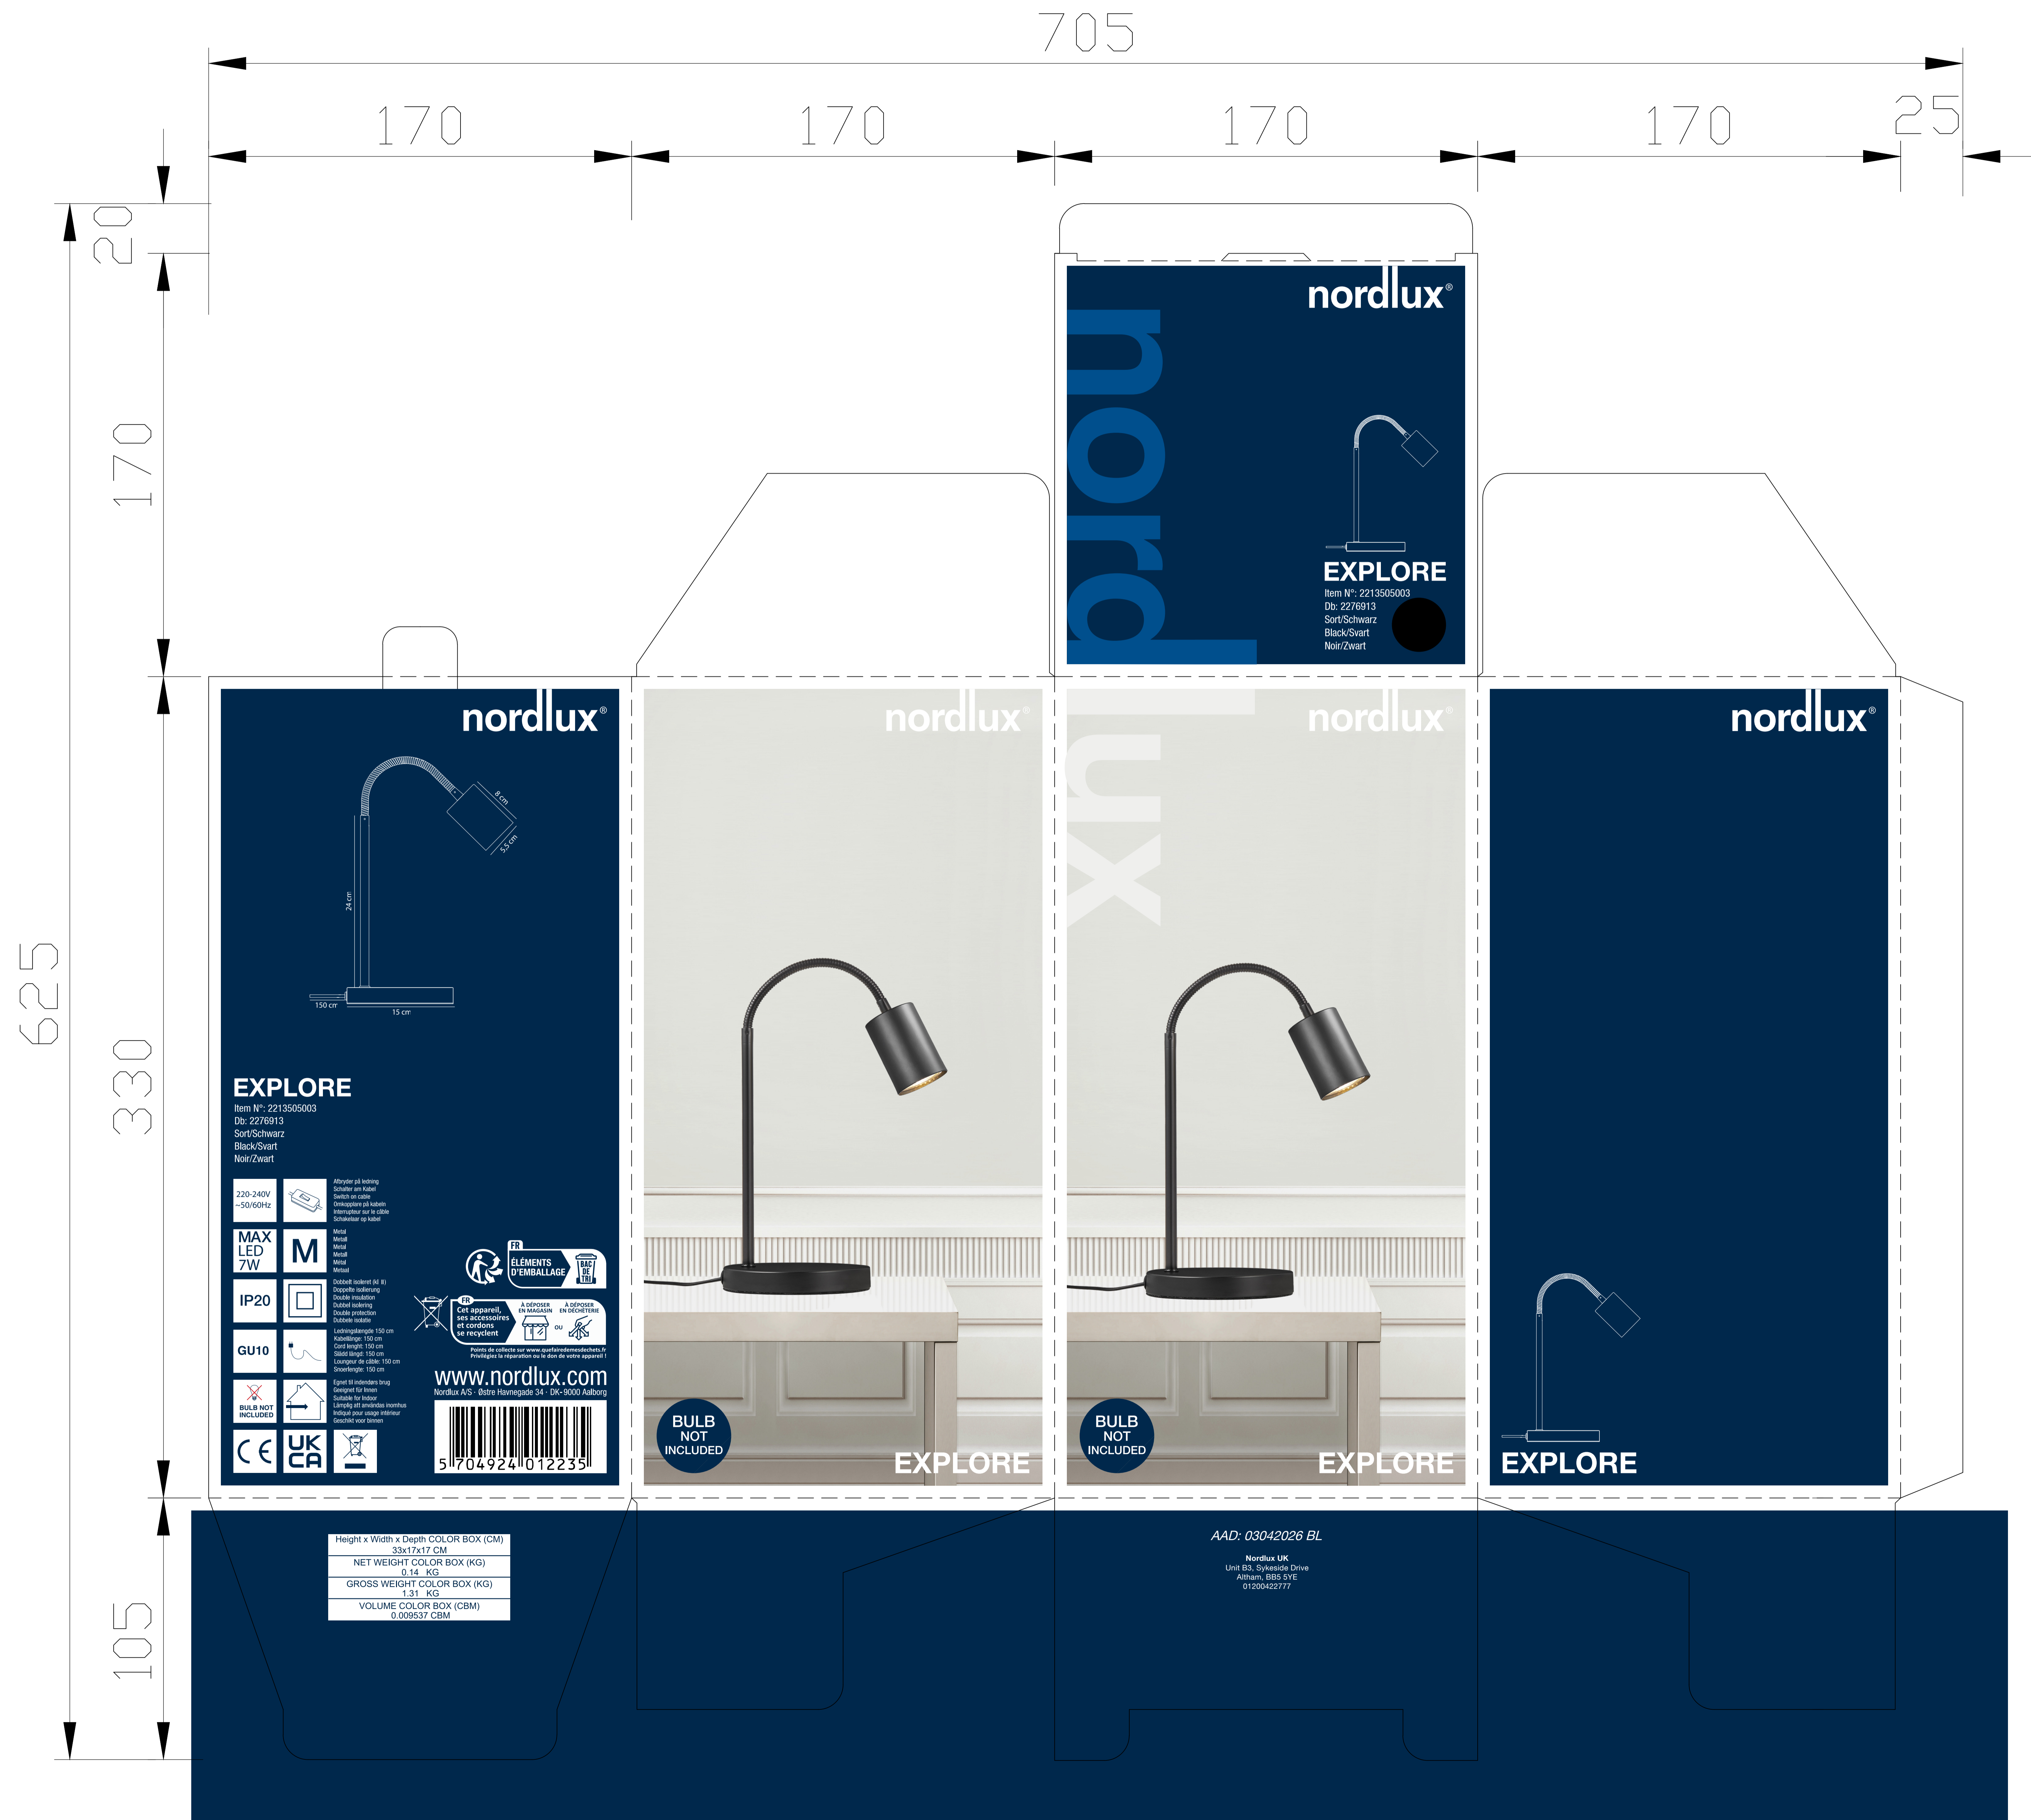 705
170
170
170
170
25
20
170
330
105
625
nordlux®
nord
EXPLORE
Item N°: 2213505003
Db: 2276913
Sort/Schwarz
Black/Svart
Noir/Zwart
nordlux®
8 cm
5,5 cm
24 cm
150 cm
15 cm
EXPLORE
Item N°: 2213505003
Db: 2276913
Sort/Schwarz
Black/Svart
Noir/Zwart
220-240V
~50/60Hz
Afbryder på ledning
Schalter am Kabel
Switch on cable
Omkopplare på kabeln
Interrupteur sur le câble
Schakelaar op kabel
MAX
LED
7W
M
Metal
Metall
Metal
Metall
Métal
Metaal
IP20
Dobbelt isoleret (kl II)
Doppelte isolierung
Double insulation
Dubbel isolering
Double protection
Dubbele isolatie
GU10
Ledningslængde 150 cm
Kabellänge: 150 cm
Cord lenght: 150 cm
Slädd längd: 150 cm
Loungeur de câble: 150 cm
Snoerlengte: 150 cm
BULB NOT
INCLUDED
Egnet til indendørs brug
Geeignet für Innen
Suitable for Indoor
Lämplig att användas inomhus
Indiqué pour usage intérieur
Geschikt voor binnen
CE
UK
CA
FR
ÉLÉMENTS
D'EMBALLAGE
BAC
DE
TRI
FR
Cet appareil,
ses accessoires
et cordons
se recyclent
À DÉPOSER
EN MAGASIN
OU
À DÉPOSER
EN DÉCHÈTERIE
Points de collecte sur www.quefairedemesdechets.fr
Privilégiez la réparation ou le don de votre appareil !
www.nordlux.com
Nordlux A/S · Østre Havnegade 34 · DK-9000 Aalborg
5 704924 012235
nordlux®
BULB
NOT
INCLUDED
EXPLORE
lux
nordlux®
BULB
NOT
INCLUDED
EXPLORE
nordlux®
EXPLORE
Height x Width x Depth COLOR BOX (CM)
33x17x17 CM
NET WEIGHT COLOR BOX (KG)
0.14 KG
GROSS WEIGHT COLOR BOX (KG)
1.31 KG
VOLUME COLOR BOX (CBM)
0.009537 CBM
AAD: 03042026 BL
Nordlux UK
Unit B3, Sykeside Drive
Altham, BB5 5YE
01200422777